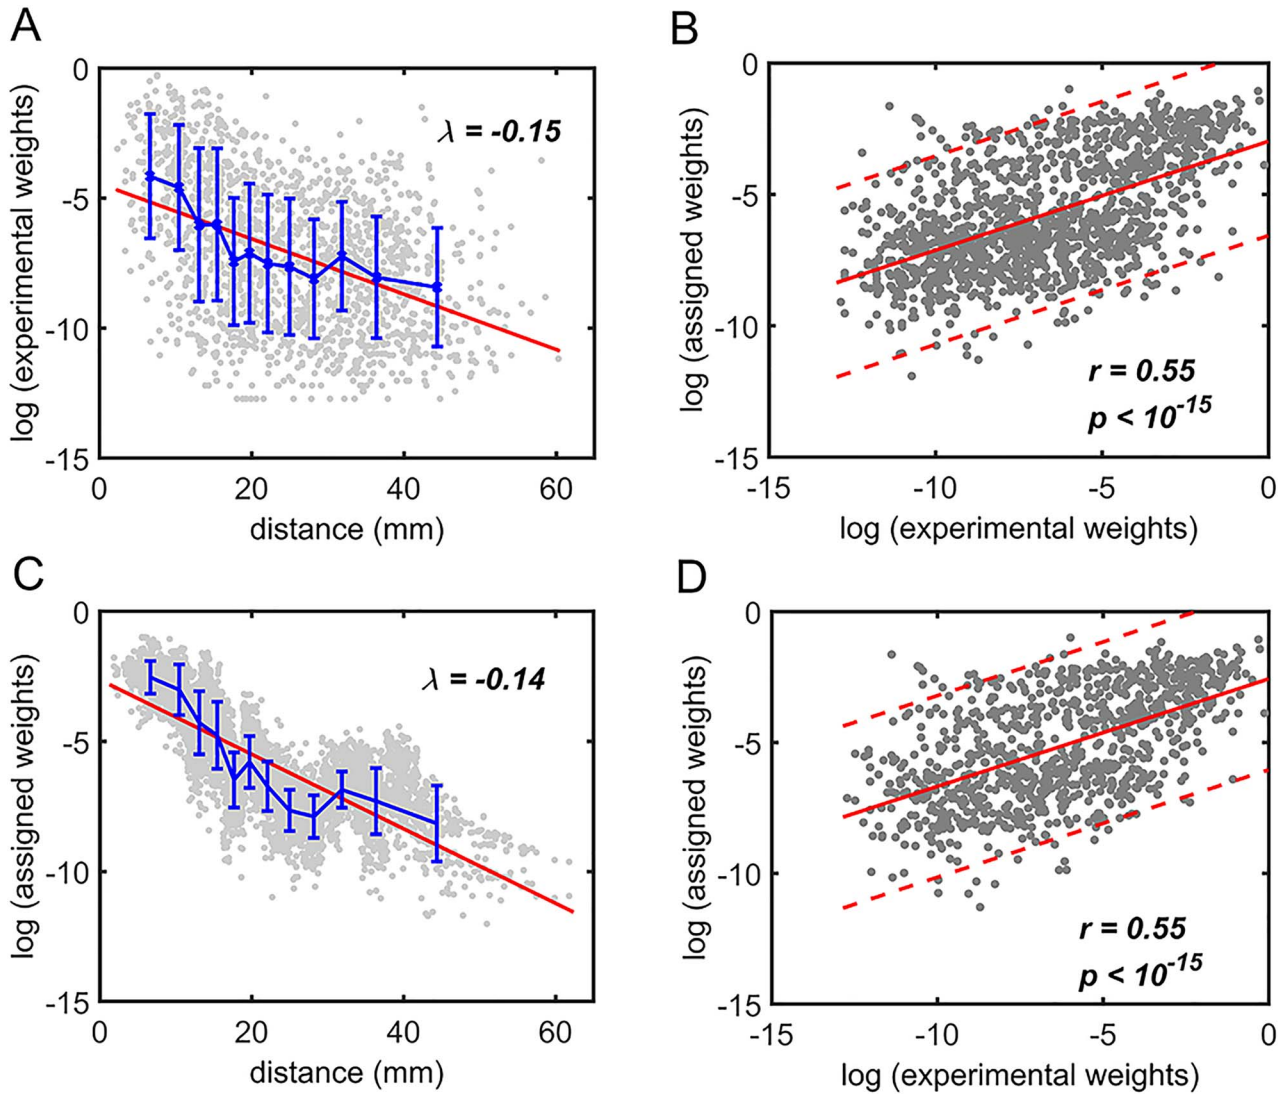 A
0
-5
-10
-15
0 20 40 60
log (experimental weights)
distance (mm)
λ = -0.15
B
0
-5
-10
-15
-15 -10 -5 0
log (assigned weights)
log (experimental weights)
r = 0.55
p < 10^-15
C
0
-5
-10
-15
0 20 40 60
log (assigned weights)
distance (mm)
λ = -0.14
D
0
-5
-10
-15
-15 -10 -5 0
log (assigned weights)
log (experimental weights)
r = 0.55
p < 10^-15